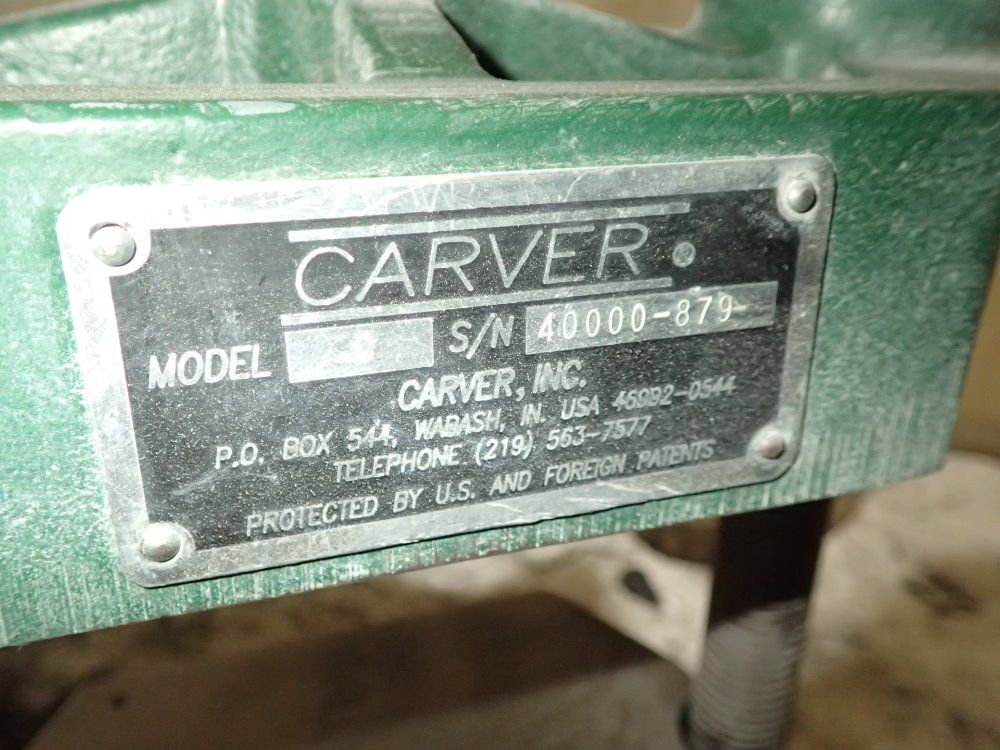 CARVER ®
MODEL C S/N 40000-879
CARVER, INC.
P.O. BOX 544, WABASH, IN. USA 46992-0544
TELEPHONE (219) 563-7577
PROTECTED BY U.S. AND FOREIGN PATENTS